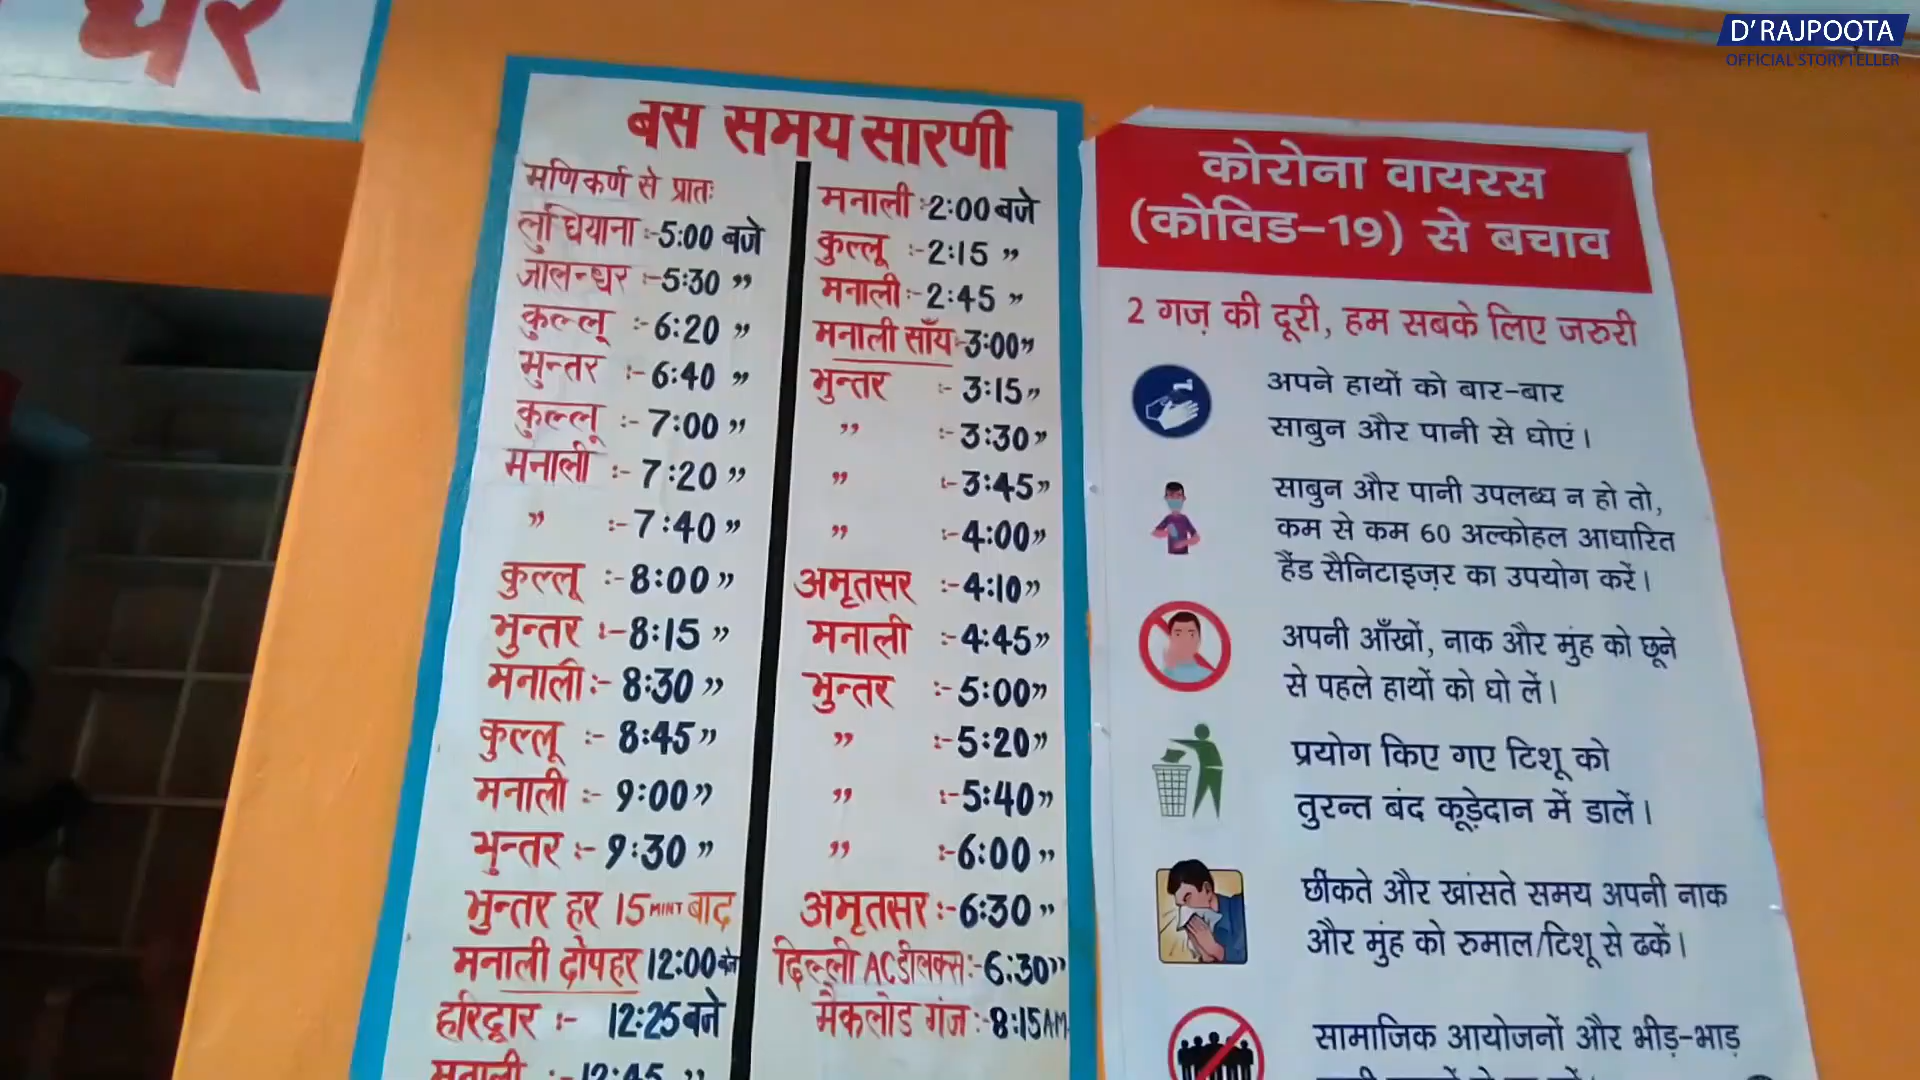 घर
बस समय सारणी
मणिकर्ण से प्रातः
लुधियाना :-5:00 बजे
जालन्धर :-5:30 ”
कुल्लू :-6:20 ”
भुन्तर :-6:40 ”
कुल्लू :-7:00 ”
मनाली :-7:20 ”
” :-7:40 ”
कुल्लू :-8:00 ”
भुन्तर :-8:15 ”
मनाली :-8:30 ”
कुल्लू :-8:45 ”
मनाली :-9:00 ”
भुन्तर :-9:30 ”
भुन्तर हर 15 MINT बाद
मनाली दोपहर 12:00 बजे
हरिद्वार :- 12:25 बजे
मनाली :-12:45 ”
मनाली :-2:00 बजे
कुल्लू :-2:15 ”
मनाली :-2:45 ”
मनाली साँय :-3:00 ”
भुन्तर :-3:15 ”
” :-3:30 ”
” :-3:45 ”
” :-4:00 ”
अमृतसर :-4:10 ”
मनाली :-4:45 ”
भुन्तर :-5:00 ”
” :-5:20 ”
” :-5:40 ”
” :-6:00 ”
अमृतसर :-6:30 ”
दिल्ली AC डीलक्स :-6:30 ”
मैकलोड गंज :-8:15 AM
कोरोना वायरस
(कोविड-19) से बचाव
2 गज़ की दूरी, हम सबके लिए जरुरी
अपने हाथों को बार-बार
साबुन और पानी से धोएं।
साबुन और पानी उपलब्ध न हो तो,
कम से कम 60 अल्कोहल आधारित
हैंड सैनिटाइज़र का उपयोग करें।
अपनी आँखों, नाक और मुंह को छूने
से पहले हाथों को धो लें।
प्रयोग किए गए टिशू को
तुरन्त बंद कूड़ेदान में डालें।
छींकते और खांसते समय अपनी नाक
और मुंह को रुमाल/टिशू से ढकें।
सामाजिक आयोजनों और भीड़-भाड़
D' RAJPOOTA
OFFICIAL STORYTELLER